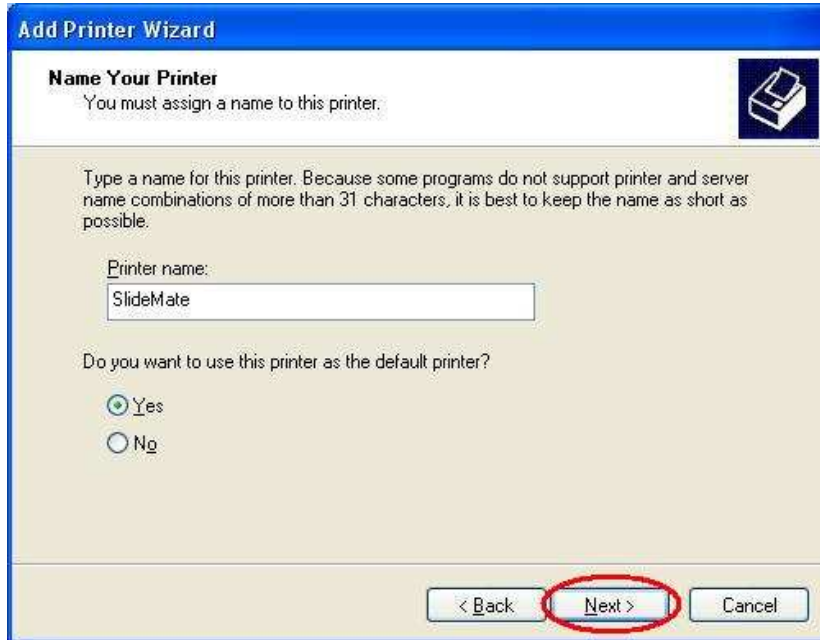 Add Printer Wizard
Name Your Printer
You must assign a name to this printer.
Type a name for this printer. Because some programs do not support printer and server
name combinations of more than 31 characters, it is best to keep the name as short as
possible.
Printer name:
SlideMate
Do you want to use this printer as the default printer?
Yes
No
< Back Next > Cancel